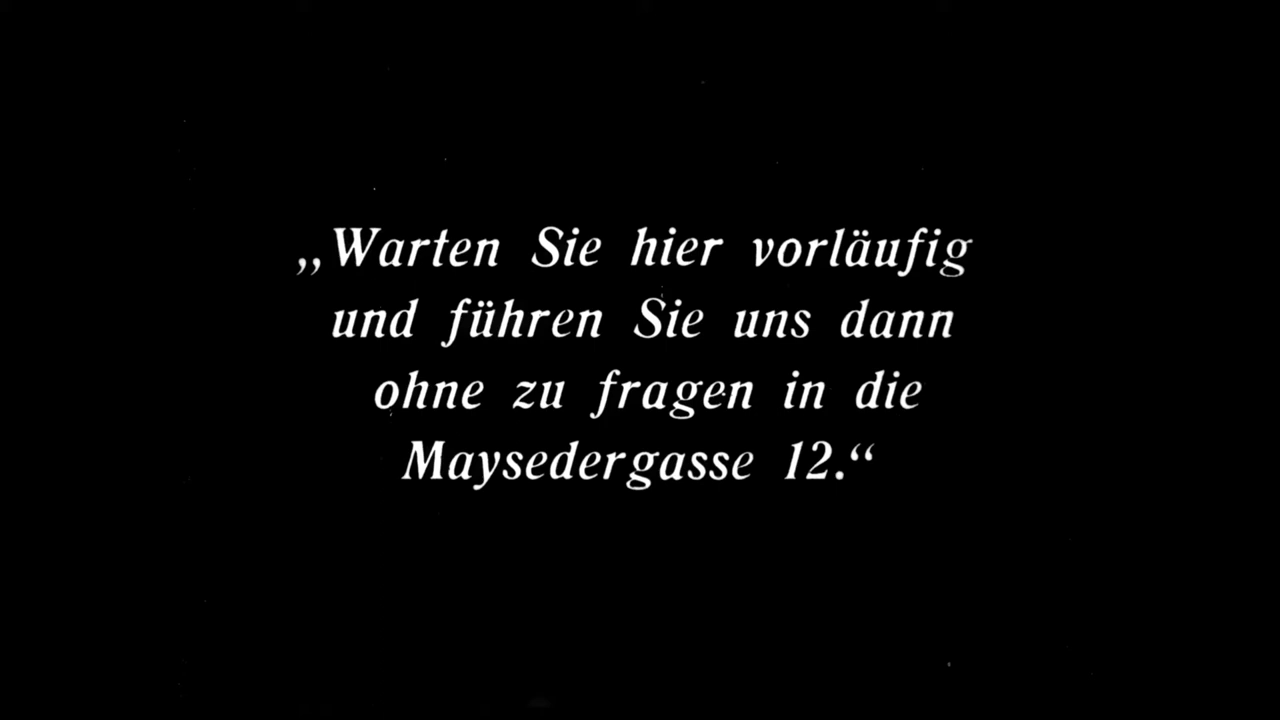 „Warten Sie hier vorläufig
und führen Sie uns dann
ohne zu fragen in die
Maysedergasse 12.“